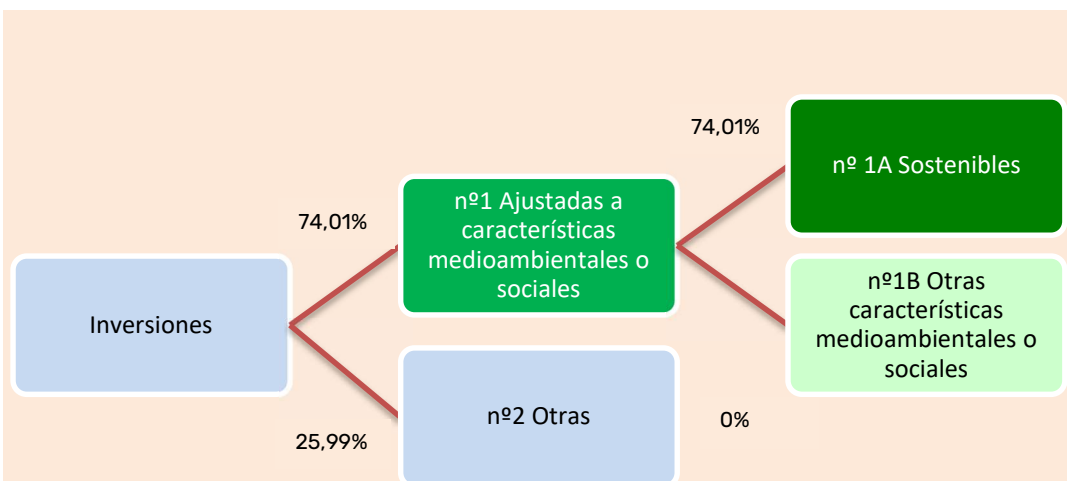 74,01%
nº 1A Sostenibles
74,01%
nº1 Ajustadas a
características
medioambientales o
sociales
Inversiones
nº1B Otras
características
medioambientales o
sociales
25,99%
nº2 Otras
0%